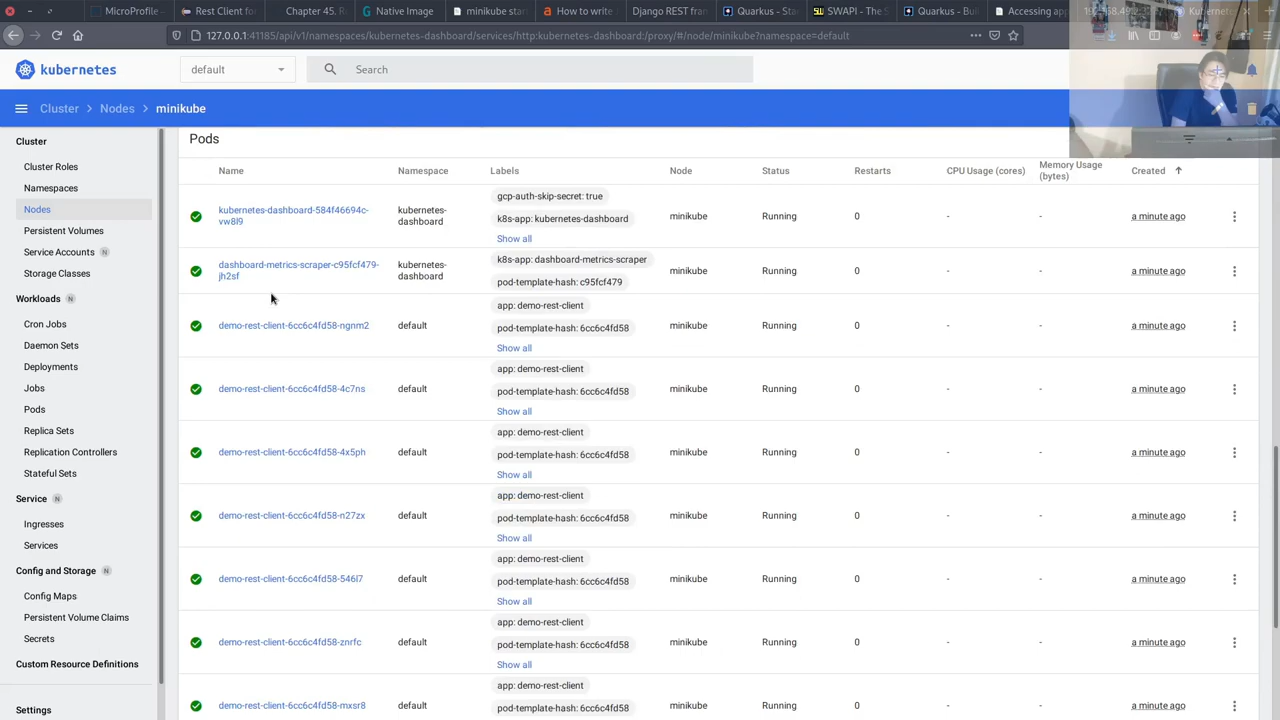 MicroProfile –
Rest Client for
Chapter 45. R
Native Image
minikube star
How to write
Django REST fram
Quarkus - Sta
SWAPI - The S
Quarkus - Bui
Accessing app
192.168.49.2
Kubernetes
127.0.0.1:41185/api/v1/namespaces/kubernetes-dashboard/services/http:kubernetes-dashboard:/proxy/#/node/minikube?namespace=default
kubernetes
default
Search
Cluster > Nodes > minikube
Cluster
Cluster Roles
Namespaces
Nodes
Persistent Volumes
Service Accounts N
Storage Classes
Workloads N
Cron Jobs
Daemon Sets
Deployments
Jobs
Pods
Replica Sets
Replication Controllers
Stateful Sets
Service N
Ingresses
Services
Config and Storage N
Config Maps
Persistent Volume Claims
Secrets
Custom Resource Definitions
Settings
Pods
Name Namespace Labels Node Status Restarts CPU Usage (cores) Memory Usage (bytes) Created
gcp-auth-skip-secret: true
kubernetes-dashboard-584f46694c-vw8l9 kubernetes-dashboard k8s-app: kubernetes-dashboard minikube Running 0 - - a minute ago
Show all
k8s-app: dashboard-metrics-scraper
dashboard-metrics-scraper-c95fcf479-jh2sf kubernetes-dashboard pod-template-hash: c95fcf479 minikube Running 0 - - a minute ago
app: demo-rest-client
demo-rest-client-6cc6c4fd58-ngnm2 default pod-template-hash: 6cc6c4fd58 minikube Running 0 - - a minute ago
Show all
app: demo-rest-client
demo-rest-client-6cc6c4fd58-4c7ns default pod-template-hash: 6cc6c4fd58 minikube Running 0 - - a minute ago
Show all
app: demo-rest-client
demo-rest-client-6cc6c4fd58-4x5ph default pod-template-hash: 6cc6c4fd58 minikube Running 0 - - a minute ago
Show all
app: demo-rest-client
demo-rest-client-6cc6c4fd58-n27zx default pod-template-hash: 6cc6c4fd58 minikube Running 0 - - a minute ago
Show all
app: demo-rest-client
demo-rest-client-6cc6c4fd58-546l7 default pod-template-hash: 6cc6c4fd58 minikube Running 0 - - a minute ago
Show all
app: demo-rest-client
demo-rest-client-6cc6c4fd58-znrfc default pod-template-hash: 6cc6c4fd58 minikube Running 0 - - a minute ago
Show all
app: demo-rest-client
demo-rest-client-6cc6c4fd58-mxsr8 default pod-template-hash: 6cc6c4fd58 minikube Running 0 - - a minute ago